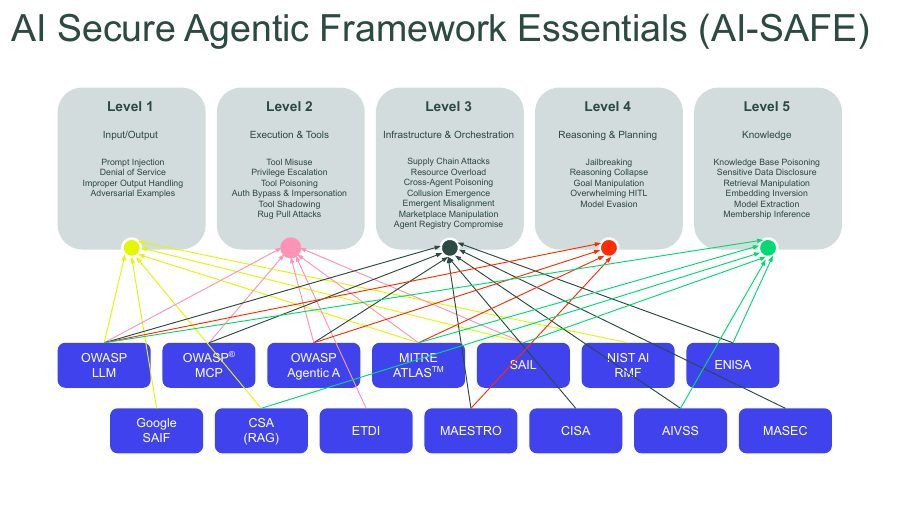 AI Secure Agentic Framework Essentials (AI-SAFE)
Level 1
Input/Output
Prompt Injection
Denial of Service
Improper Output Handling
Adversarial Examples
Level 2
Execution & Tools
Tool Misuse
Privilege Escalation
Tool Poisoning
Auth Bypass & Impersonation
Tool Shadowing
Rug Pull Attacks
Level 3
Infrastructure & Orchestration
Supply Chain Attacks
Resource Overload
Cross-Agent Poisoning
Collusion Emergence
Emergent Misalignment
Marketplace Manipulation
Agent Registry Compromise
Level 4
Reasoning & Planning
Jailbreaking
Reasoning Collapse
Goal Manipulation
Overwhelming HITL
Model Evasion
Level 5
Knowledge
Knowledge Base Poisoning
Sensitive Data Disclosure
Retrieval Manipulation
Embedding Inversion
Model Extraction
Membership Inference
OWASP
LLM
OWASP®
MCP
OWASP
Agentic A
MITRE
ATLAS™
SAIL
NIST AI
RMF
ENISA
Google
SAIF
CSA
(RAG)
ETDI
MAESTRO
CISA
AIVSS
MASEC